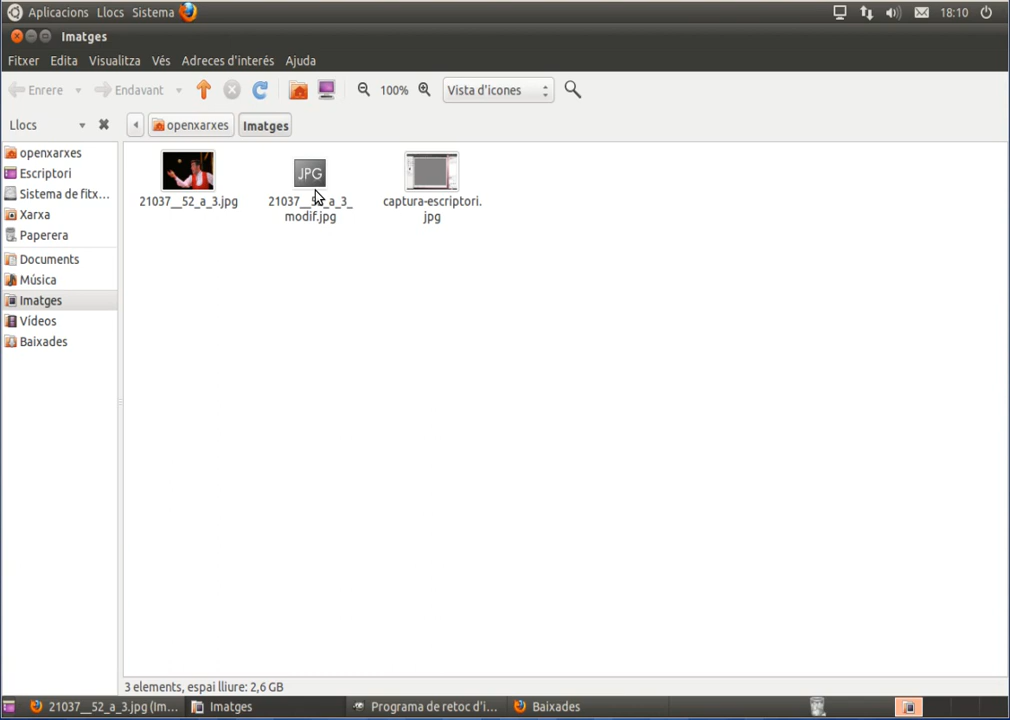 Aplicacions Llocs Sistema 18:10
Imatges
Fitxer Edita Visualitza Vés Adreces d'interés Ajuda
Enrere Endavant 100% Vista d'icones
Llocs openxarxes Imatges
openxarxes
Escriptori
Sistema de fitx...
Xarxa
Paperera
Documents
Música
Imatges
Vídeos
Baixades
JPG
21037__52_a_3.jpg
21037__52_a_3_
modif.jpg
captura-escriptori.
jpg
3 elements, espai lliure: 2,6 GB
21037__52_a_3.jpg (Im... Imatges Programa de retoc d'i... Baixades